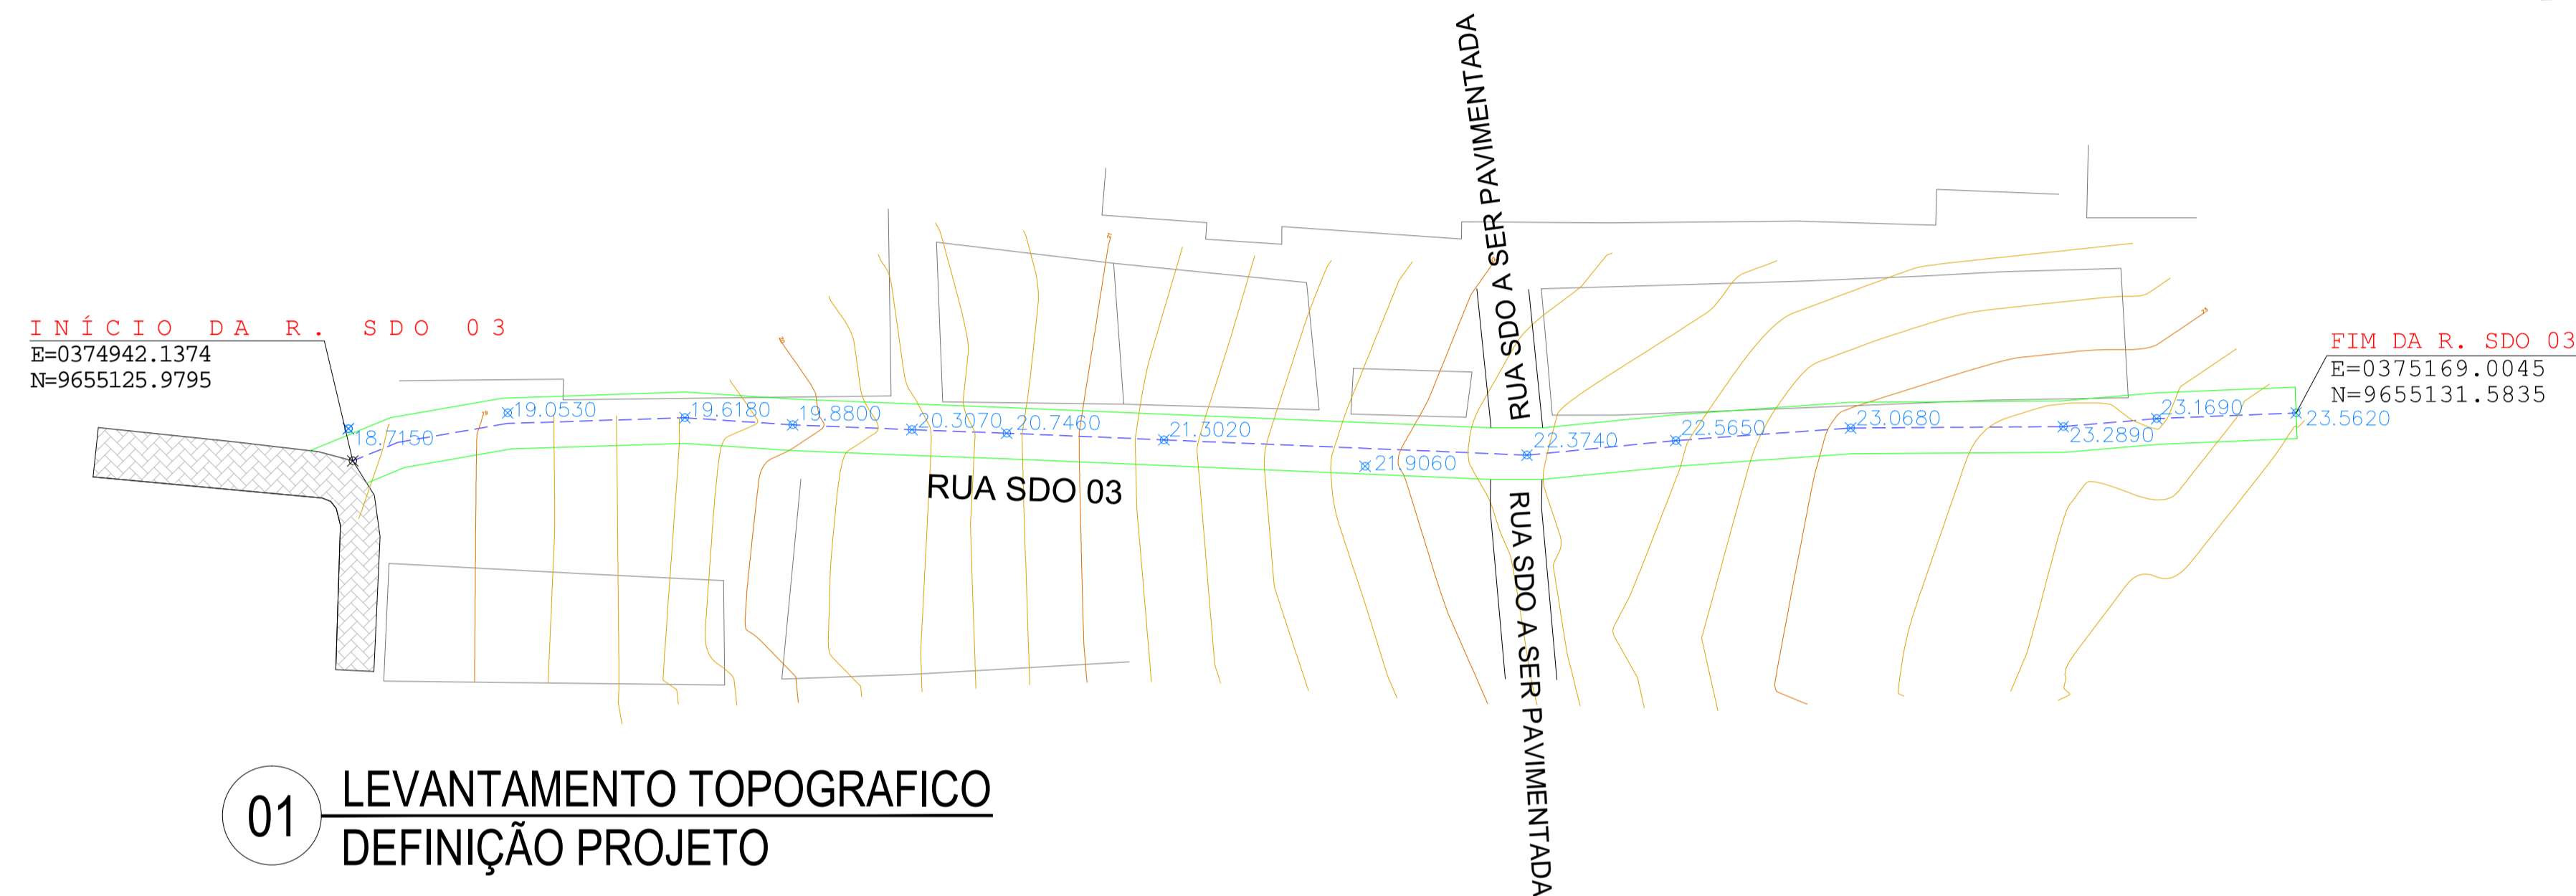 RUA SDO A SER PAVIMENTADA
INÍCIO DA R. SDO 03
E=0374942.1374
N=9655125.9795
FIM DA R. SDO 03
E=0375169.0045
N=9655131.5835
18.7150
19.0530
19.6180
19.8800
20.3070
20.7460
21.3020
21.9060
22.3740
22.5650
23.0680
23.2890
23.1690
23.5620
RUA SDO 03
RUA SDO A SER PAVIMENTADA
01
LEVANTAMENTO TOPOGRAFICO
DEFINIÇÃO PROJETO